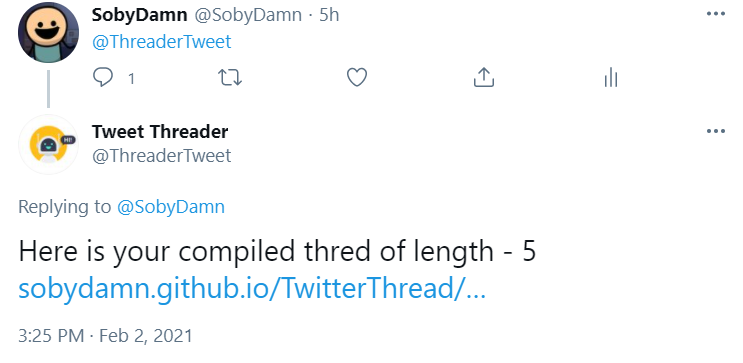 SobyDamn @SobyDamn · 5h
@ThreaderTweet
1
Tweet Threader
HI!
@ThreaderTweet
Replying to @SobyDamn
Here is your compiled thred of length - 5
sobydamn.github.io/TwitterThread/...
3:25 PM · Feb 2, 2021